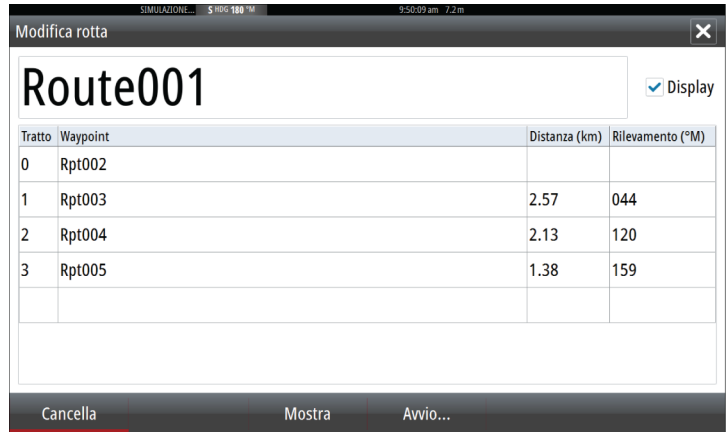 SIMULAZIONE... S HDG 180 °M 9:50:09 am 7.2 m
Modifica rotta
Route001
Display
Tratto Waypoint Distanza (km) Rilevamento (°M)
0 Rpt002
1 Rpt003 2.57 044
2 Rpt004 2.13 120
3 Rpt005 1.38 159
Cancella Mostra Avvio...